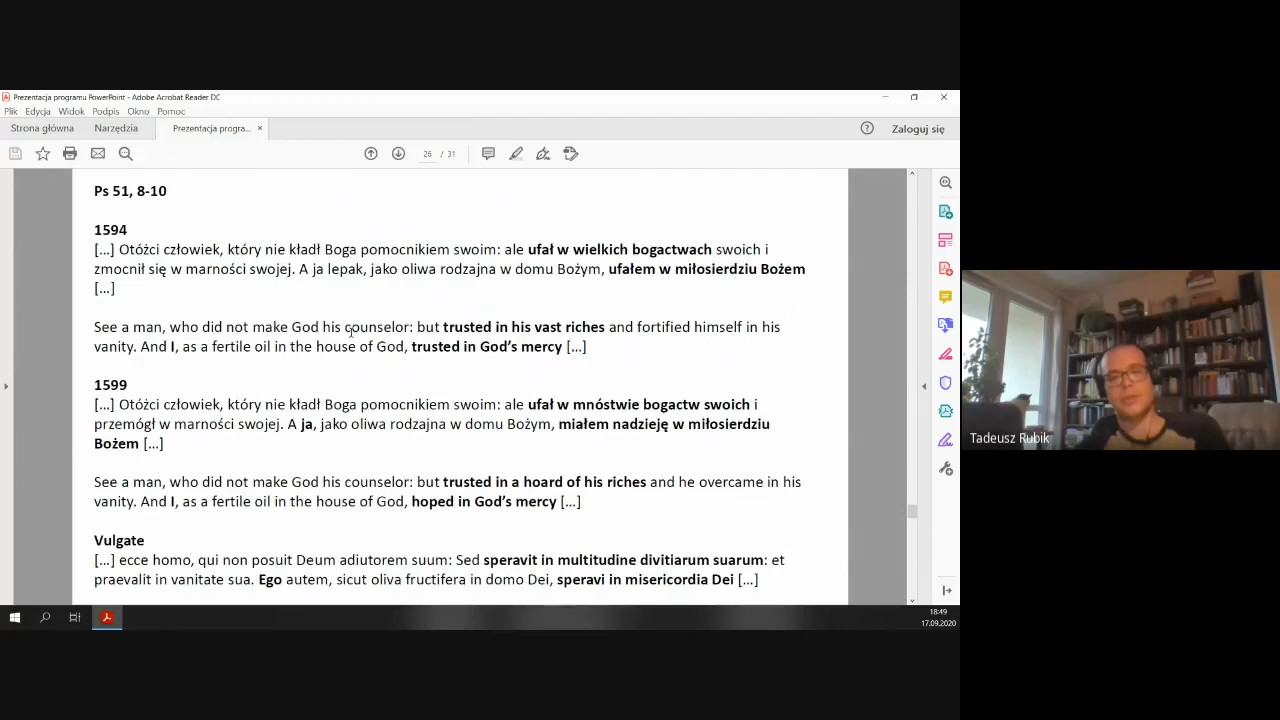 Prezentacja programu PowerPoint - Adobe Acrobat Reader DC
Plik Edycja Widok Podpis Okno Pomoc
Strona główna Narzędzia Prezentacja progra... × Zaloguj się
26 / 31
Ps 51, 8-10
1594
[...] Otóżci człowiek, który nie kładł Boga pomocnikiem swoim: ale ufał w wielkich bogactwach swoich i
zmocnił się w marności swojej. A ja lepak, jako oliwa rodzajna w domu Bożym, ufałem w miłosierdziu Bożem
[...]
See a man, who did not make God his counselor: but trusted in his vast riches and fortified himself in his
vanity. And I, as a fertile oil in the house of God, trusted in God's mercy [...]
1599
[...] Otóżci człowiek, który nie kładł Boga pomocnikiem swoim: ale ufał w mnóstwie bogactw swoich i
przemógł w marności swojej. A ja, jako oliwa rodzajna w domu Bożym, miałem nadzieję w miłosierdziu
Bożem [...]
See a man, who did not make God his counselor: but trusted in a hoard of his riches and he overcame in his
vanity. And I, as a fertile oil in the house of God, hoped in God's mercy [...]
Vulgate
[...] ecce homo, qui non posuit Deum adiutorem suum: Sed speravit in multitudine divitiarum suarum: et
praevalit in vanitate sua. Ego autem, sicut oliva fructifera in domo Dei, speravi in misericordia Dei [...]
Tadeusz Rubik
18:49
17.09.2020